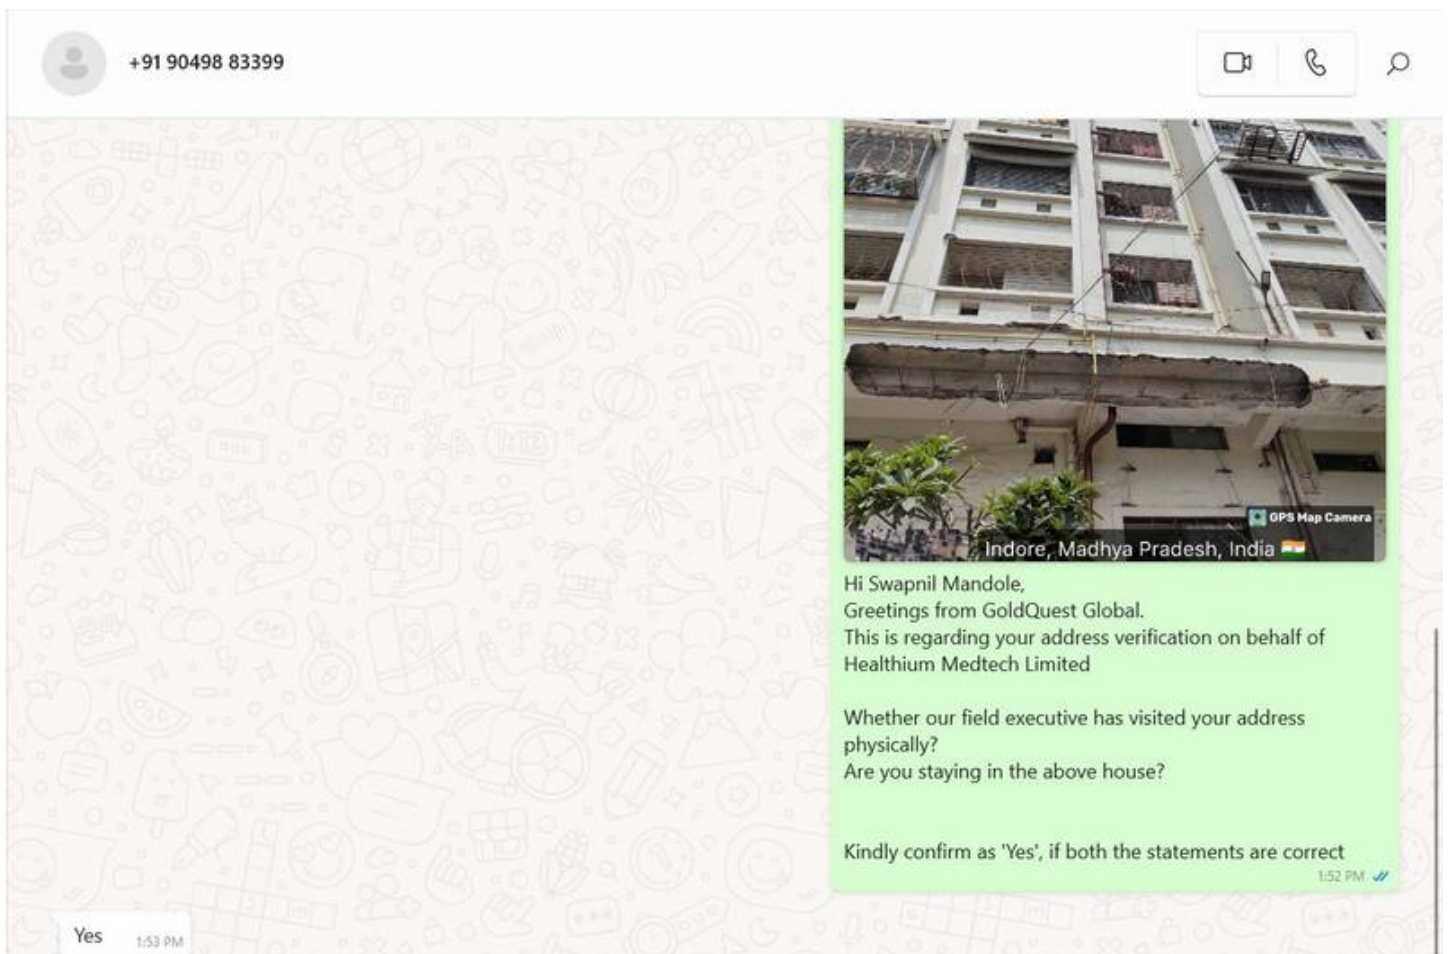 +91 90498 83399
GPS Map Camera
Indore, Madhya Pradesh, India
Hi Swapnil Mandole,
Greetings from GoldQuest Global.
This is regarding your address verification on behalf of
Healthium Medtech Limited
Whether our field executive has visited your address
physically?
Are you staying in the above house?
Kindly confirm as 'Yes', if both the statements are correct
1:52 PM
Yes 1:53 PM